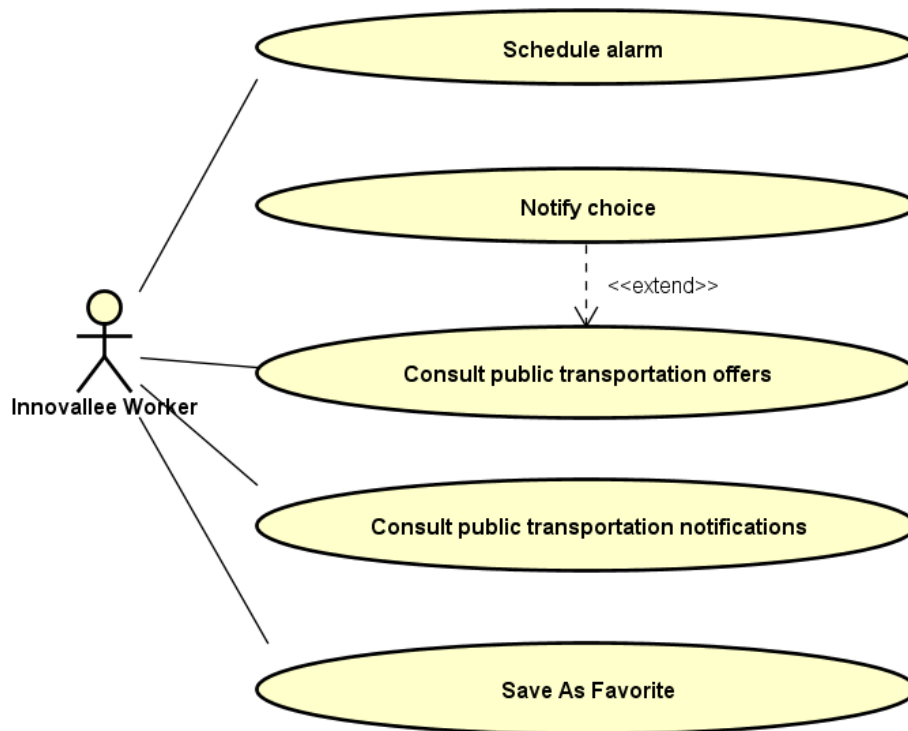 Schedule alarm
Notify choice
<<extend>>
Consult public transportation offers
Innovallee Worker
Consult public transportation notifications
Save As Favorite